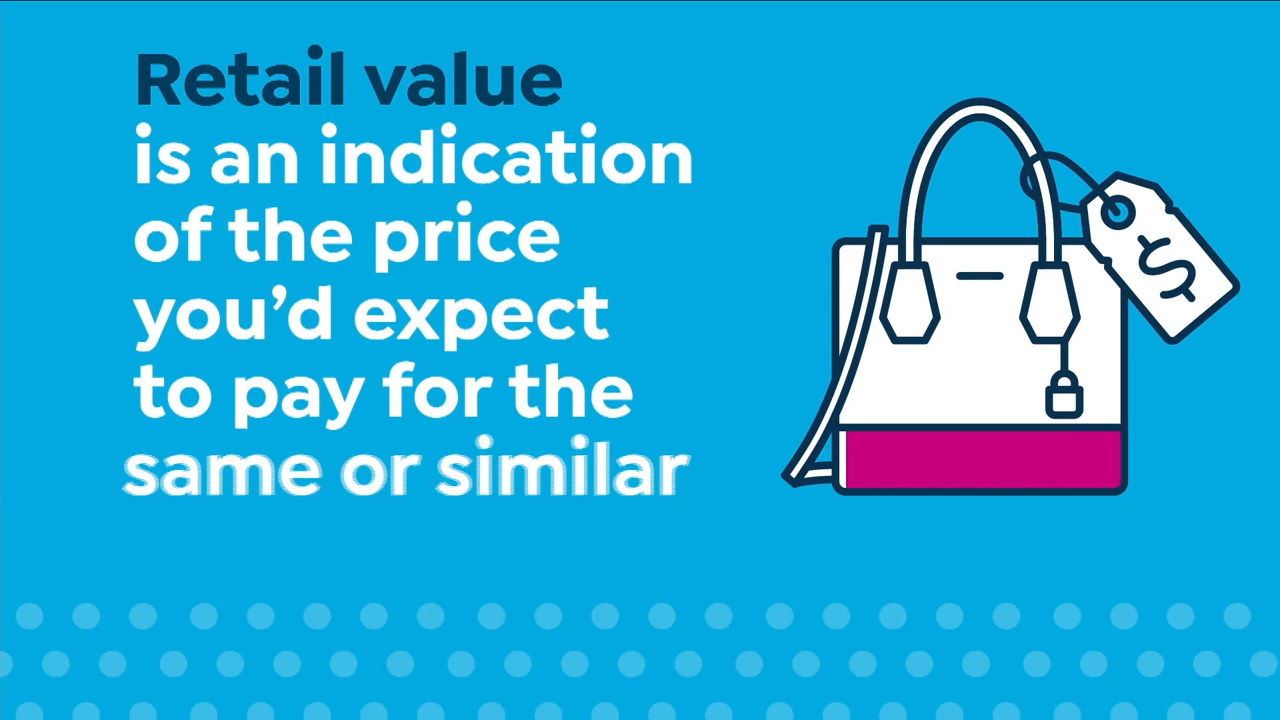 Retail value
is an indication
of the price
you’d expect
to pay for the
same or similar
$